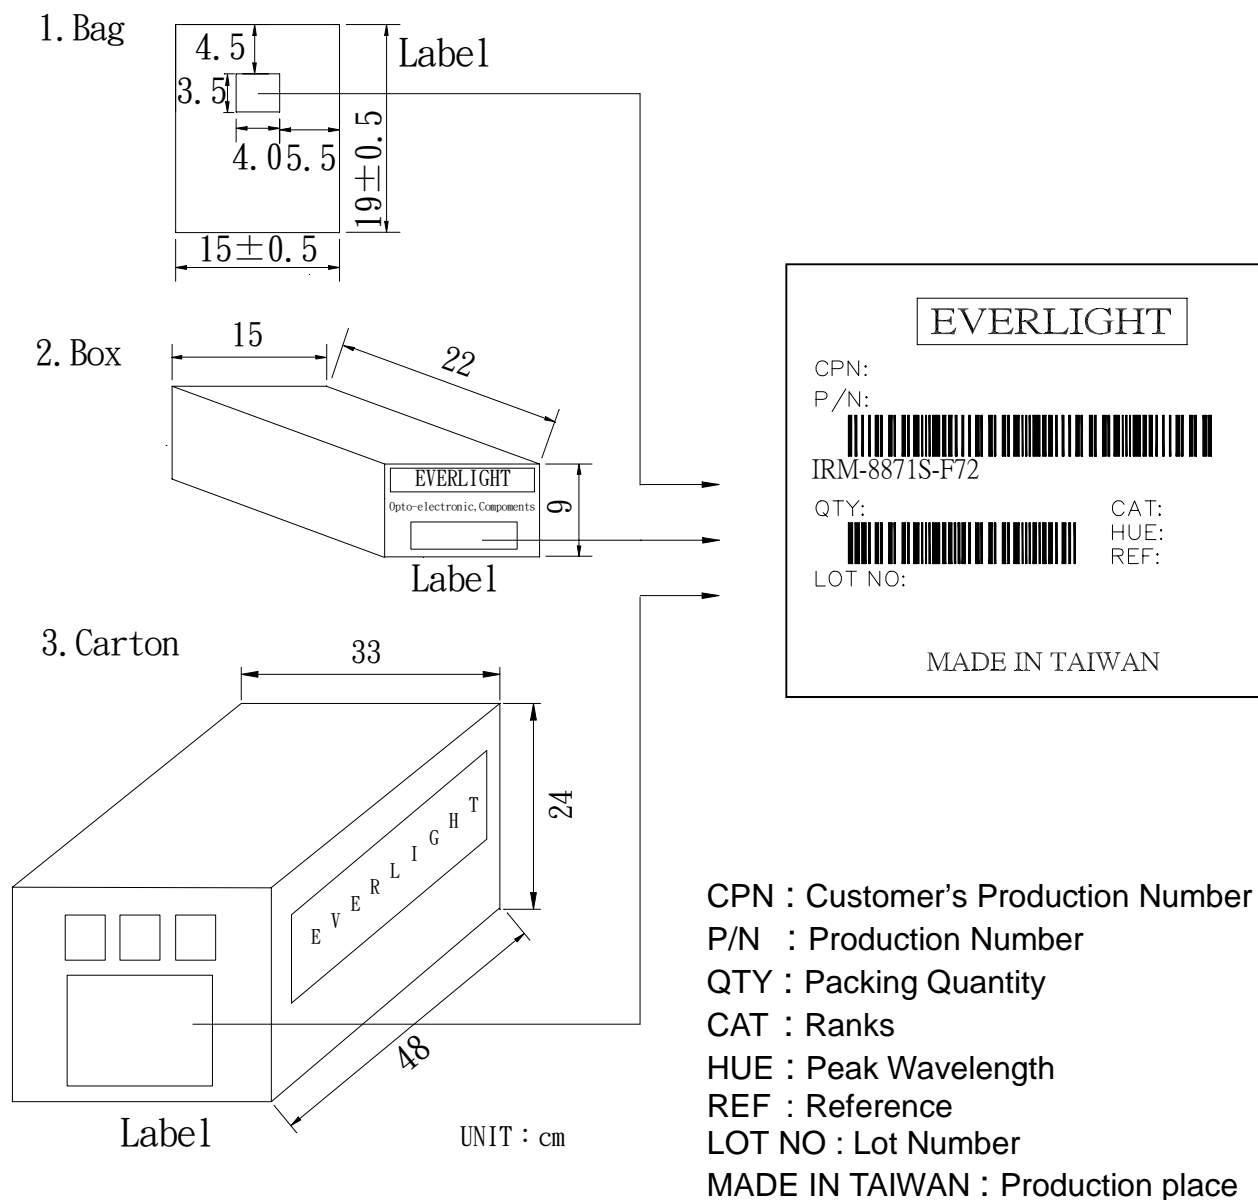 1. Bag
4.5
Label
3.5
4.0
5.5
19±0.5
15±0.5
2. Box
15
22
EVERLIGHT
Opto-electronic,Compoments
9
Label
3. Carton
33
24
EVERLIGHT
48
Label
UNIT：cm
EVERLIGHT
CPN:
P/N:
IRM-8871S-F72
QTY:
CAT:
HUE:
REF:
LOT NO:
MADE IN TAIWAN
CPN：Customer's Production Number
P/N ：Production Number
QTY：Packing Quantity
CAT：Ranks
HUE：Peak Wavelength
REF：Reference
LOT NO : Lot Number
MADE IN TAIWAN：Production place